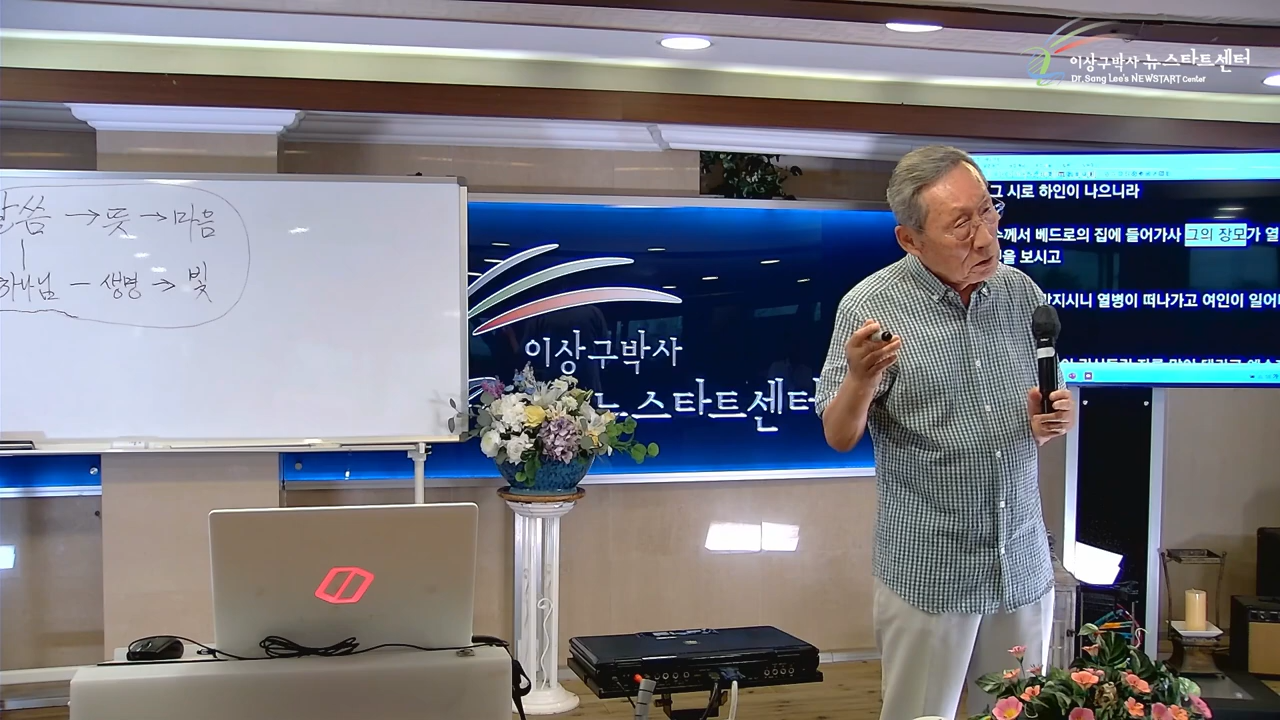 이상구박사 뉴스타트센터
Dr. Sang Lee's NEWSTART Center
말씀 → 뜻 → 마음
하나님 — 생명 → 빛
이상구박사
뉴스타트센터
그 시로 하인이 나으니라
께서 베드로의 집에 들어가사 그의 장모가 열
을 보시고
만지시니 열병이 떠나가고 여인이 일어